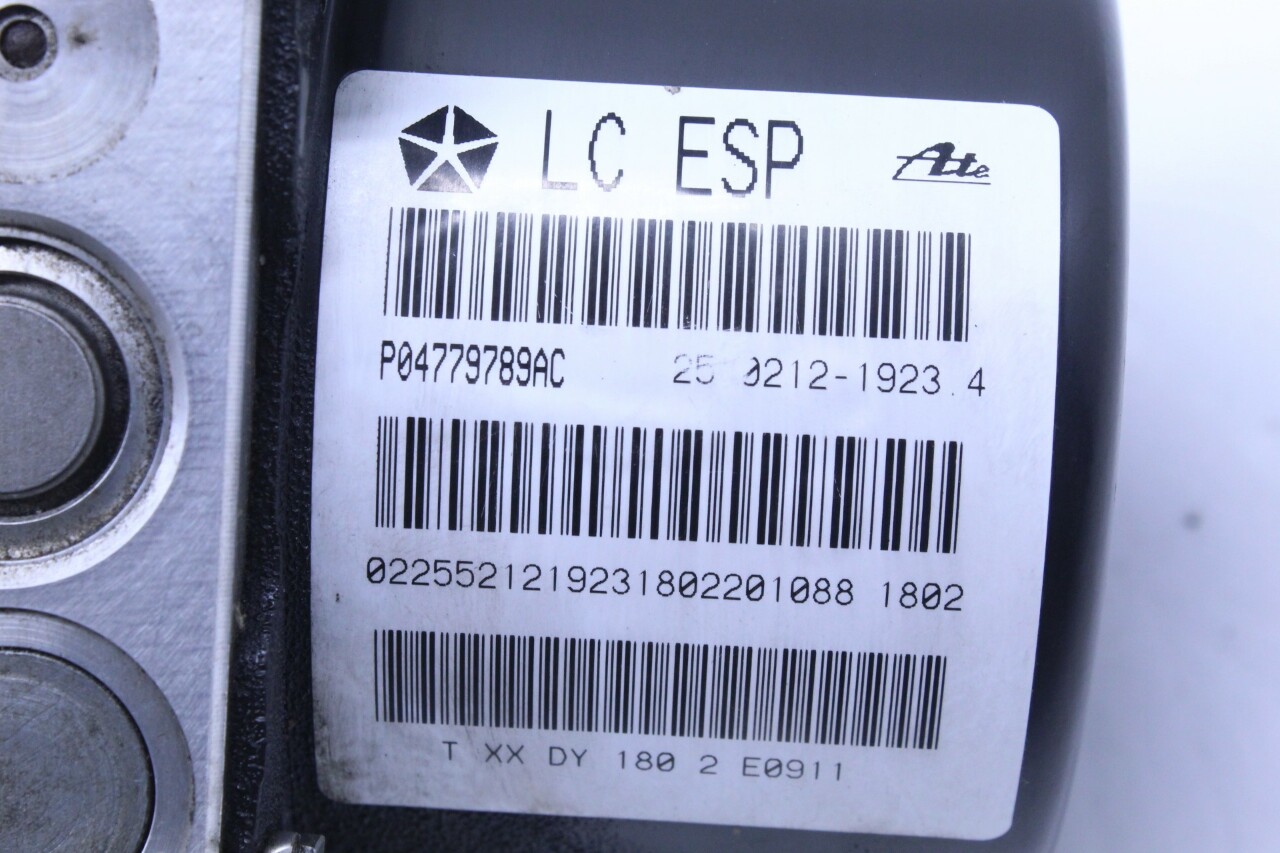 LC ESP Ate
P04779789AC 25 0212-1923.4
0225521219231802201088 1802
T XX DY 180 2 E0911